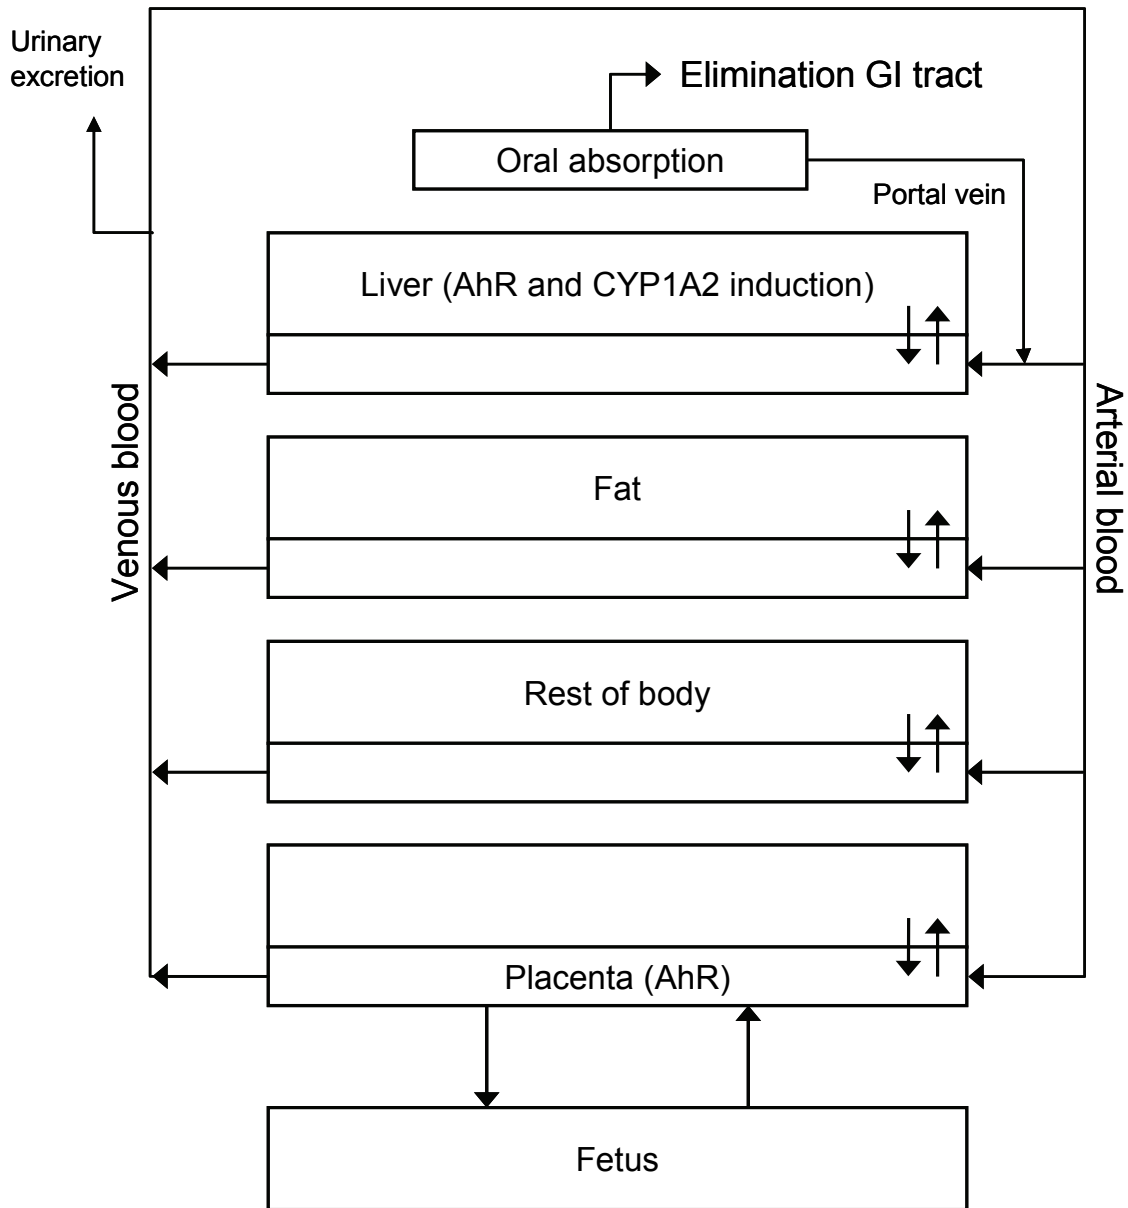 Urinary
excretion
Elimination GI tract
Oral absorption
Portal vein
Liver (AhR and CYP1A2 induction)
Venous blood
Arterial blood
Fat
Rest of body
Placenta (AhR)
Fetus